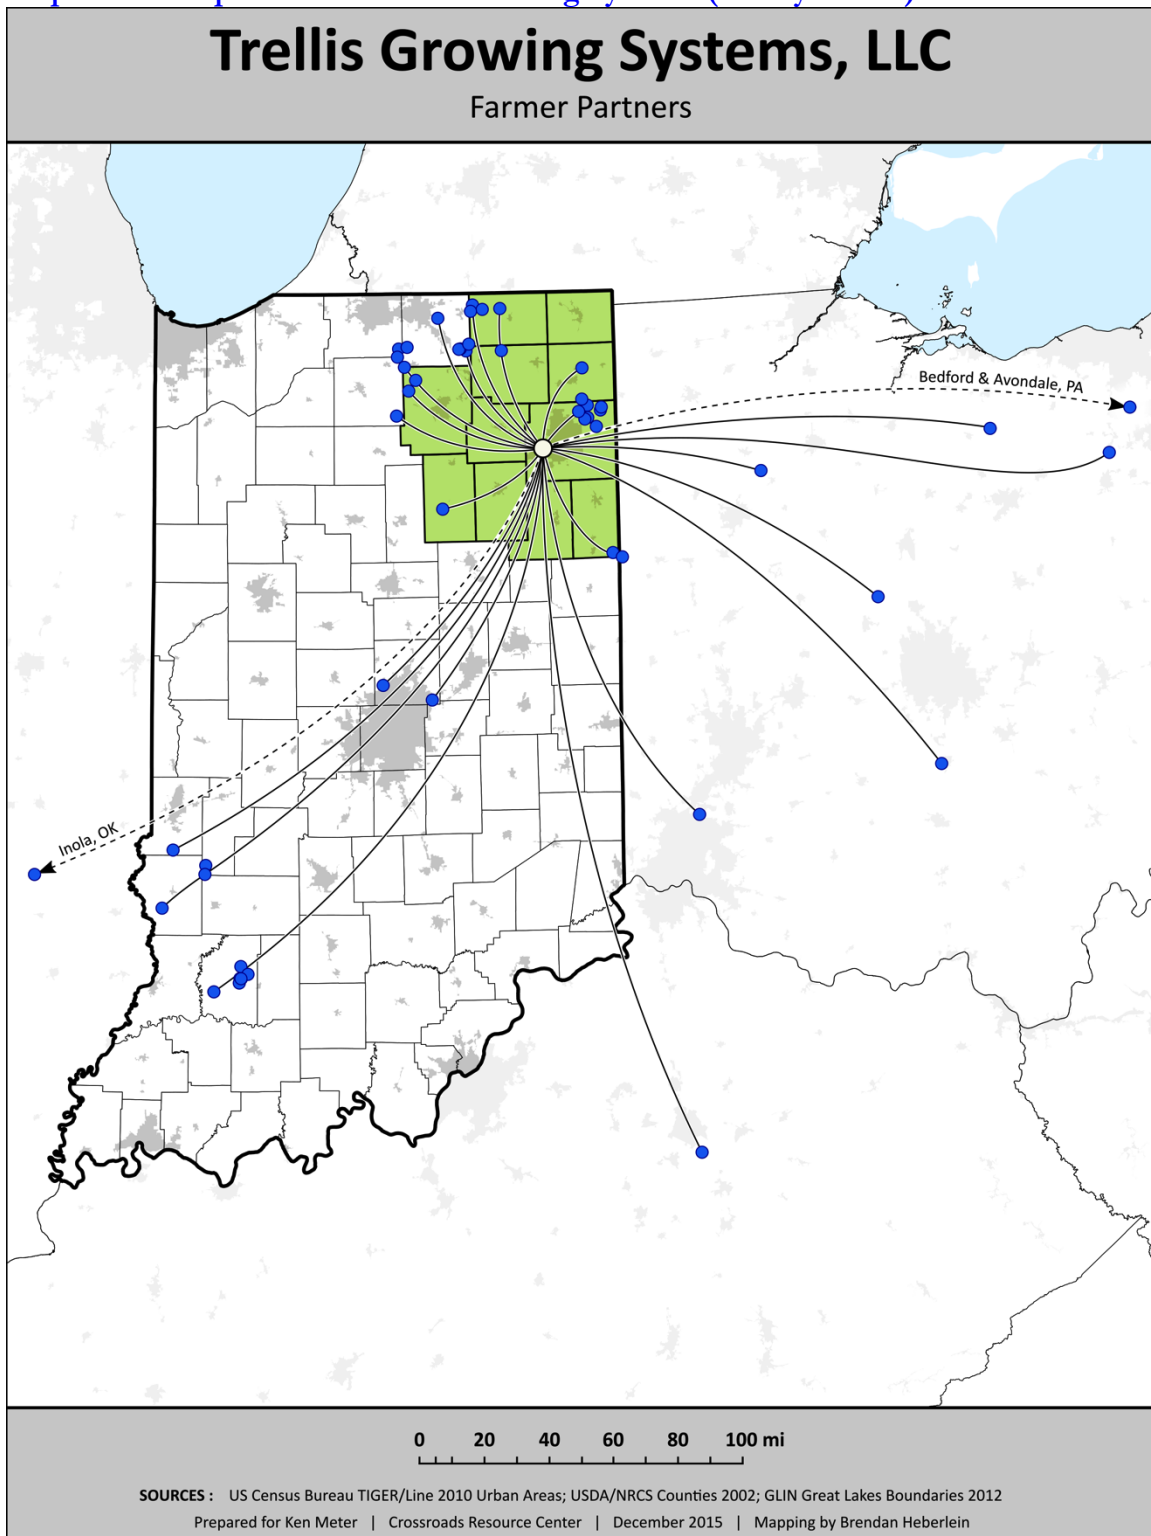 Trellis Growing Systems, LLC
Farmer Partners
Bedford & Avondale, PA
Inola, OK
0 20 40 60 80 100 mi
SOURCES : US Census Bureau TIGER/Line 2010 Urban Areas; USDA/NRCS Counties 2002; GLIN Great Lakes Boundaries 2012
Prepared for Ken Meter | Crossroads Resource Center | December 2015 | Mapping by Brendan Heberlein